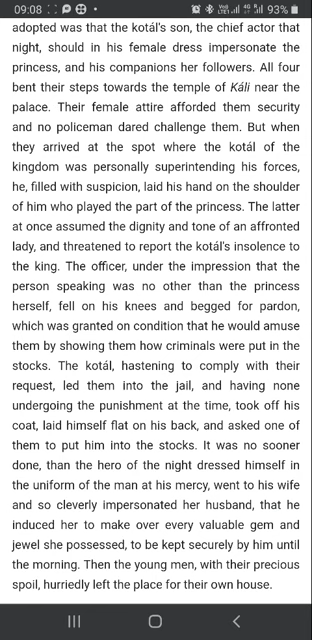 09:08
93%
adopted was that the kotál's son, the chief actor that
night, should in his female dress impersonate the
princess, and his companions her followers. All four
bent their steps towards the temple of Káli near the
palace. Their female attire afforded them security
and no policeman dared challenge them. But when
they arrived at the spot where the kotál of the
kingdom was personally superintending his forces,
he, filled with suspicion, laid his hand on the shoulder
of him who played the part of the princess. The latter
at once assumed the dignity and tone of an affronted
lady, and threatened to report the kotál's insolence to
the king. The officer, under the impression that the
person speaking was no other than the princess
herself, fell on his knees and begged for pardon,
which was granted on condition that he would amuse
them by showing them how criminals were put in the
stocks. The kotál, hastening to comply with their
request, led them into the jail, and having none
undergoing the punishment at the time, took off his
coat, laid himself flat on his back, and asked one of
them to put him into the stocks. It was no sooner
done, than the hero of the night dressed himself in
the uniform of the man at his mercy, went to his wife
and so cleverly impersonated her husband, that he
induced her to make over every valuable gem and
jewel she possessed, to be kept securely by him until
the morning. Then the young men, with their precious
spoil, hurriedly left the place for their own house.